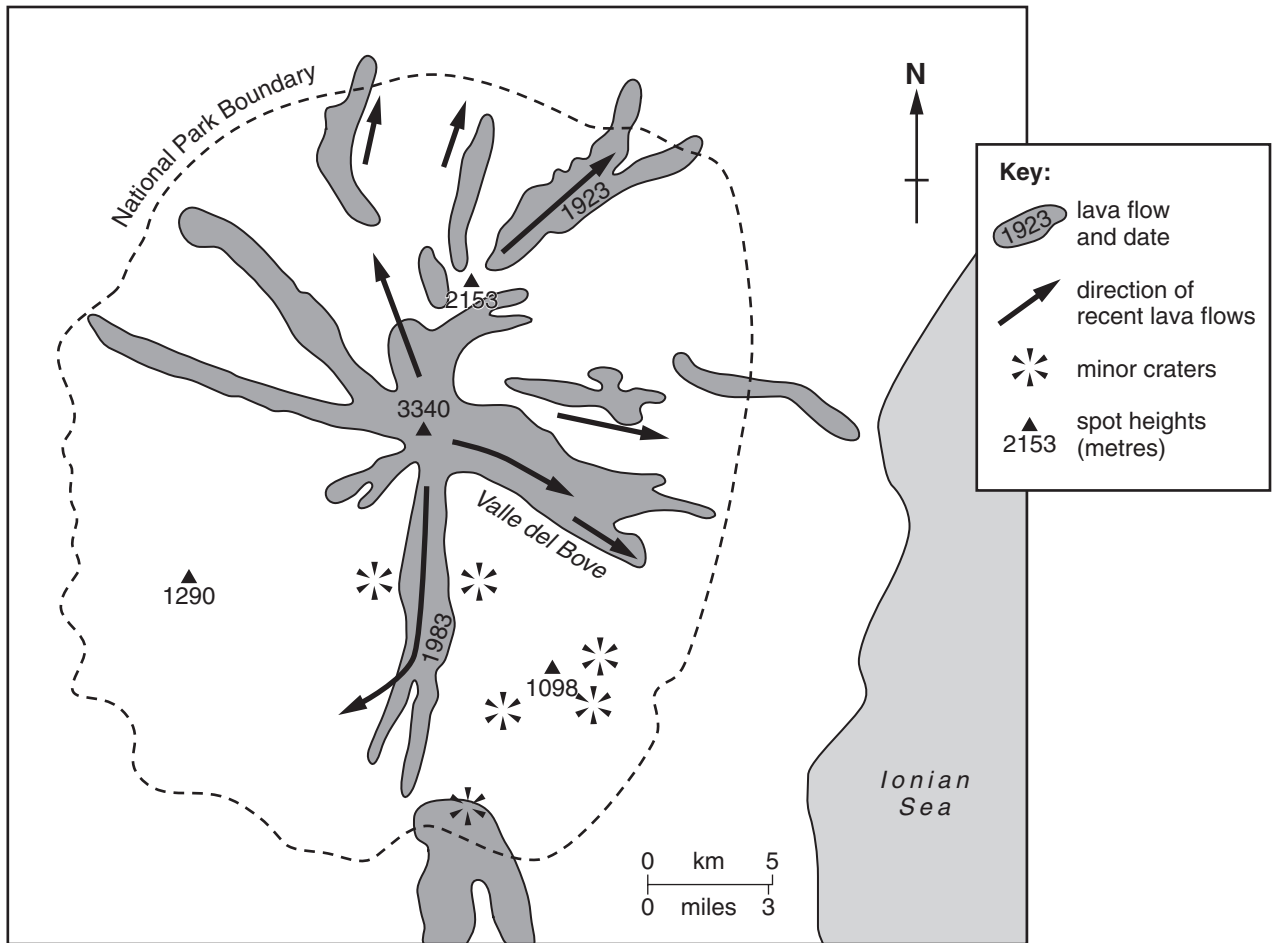 National Park Boundary
N
1923
2153
3340
Valle del Bove
1290
1983
1098
Ionian
Sea
0 km 5
0 miles 3
Key:
1923
lava flow
and date
direction of
recent lava flows
minor craters
2153
spot heights
(metres)